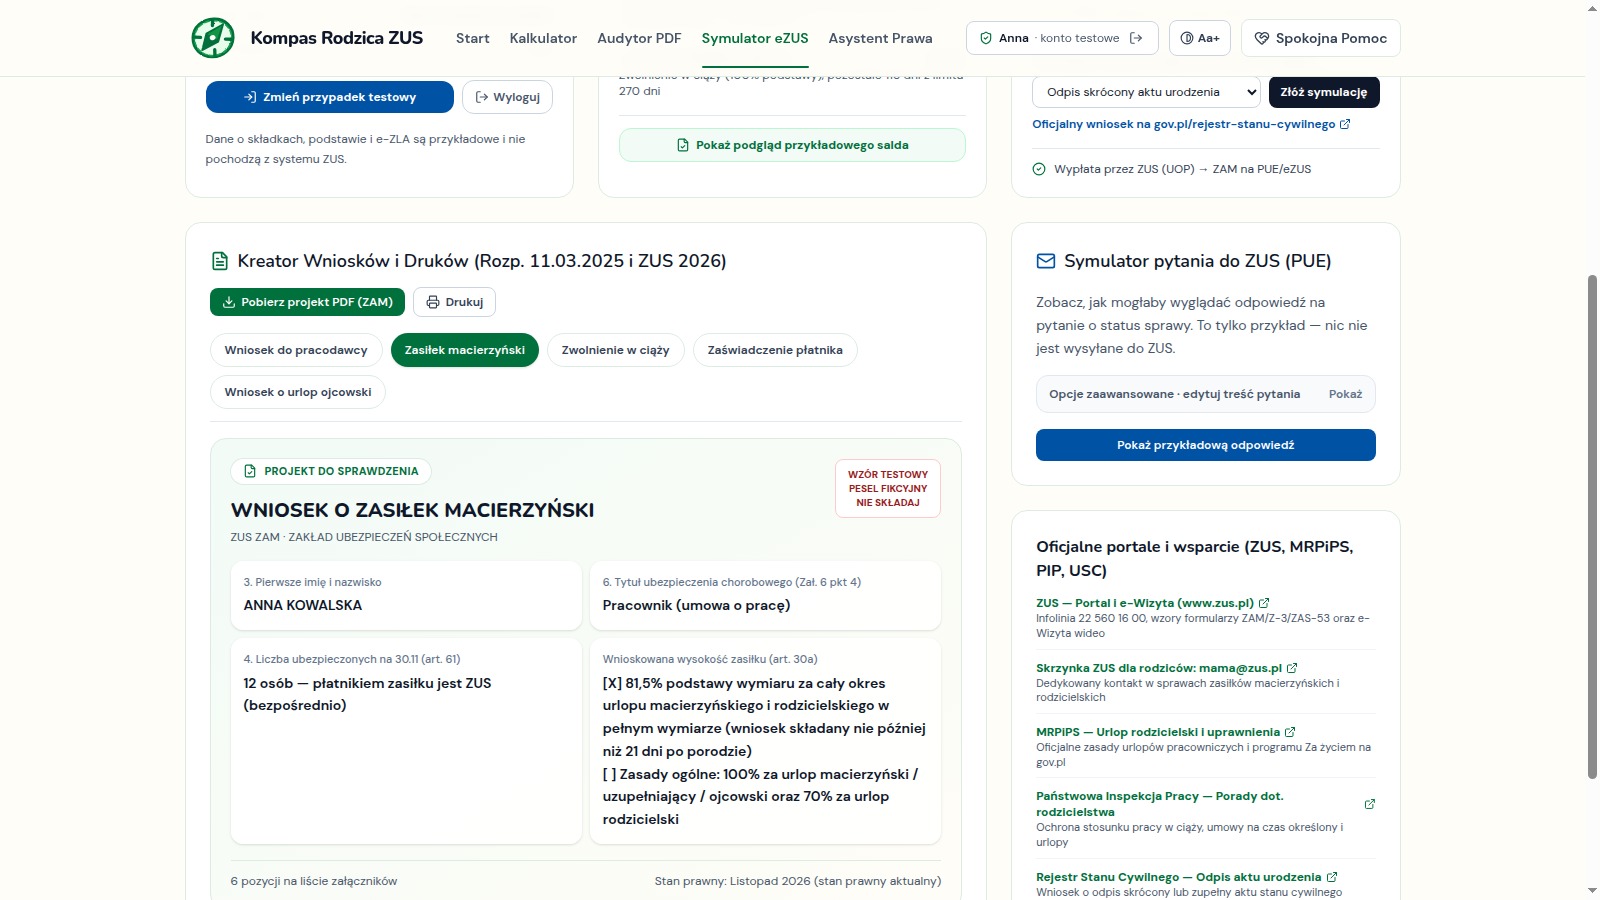 Kompas Rodzica ZUS
Start
Kalkulator
Audytor PDF
Symulator eZUS
Asystent Prawa
Anna · konto testowe
Aa+
Spokojna Pomoc
Zmień przypadek testowy
Wyloguj
Dane o składkach, podstawie i e-ZLA są przykładowe i nie
pochodzą z systemu ZUS.
270 dni
Pokaż podgląd przykładowego salda
Odpis skrócony aktu urodzenia
Złóż symulację
Oficjalny wniosek na gov.pl/rejestr-stanu-cywilnego
Wypłata przez ZUS (UOP) → ZAM na PUE/eZUS
Kreator Wniosków i Druków (Rozp. 11.03.2025 i ZUS 2026)
Pobierz projekt PDF (ZAM)
Drukuj
Wniosek do pracodawcy
Zasiłek macierzyński
Zwolnienie w ciąży
Zaświadczenie płatnika
Wniosek o urlop ojcowski
PROJEKT DO SPRAWDZENIA
WZÓR TESTOWY
PESEL FIKCYJNY
NIE SKŁADAJ
WNIOSEK O ZASIŁEK MACIERZYŃSKI
ZUS ZAM · ZAKŁAD UBEZPIECZEŃ SPOŁECZNYCH
3. Pierwsze imię i nazwisko
ANNA KOWALSKA
6. Tytuł ubezpieczenia chorobowego (Zał. 6 pkt 4)
Pracownik (umowa o pracę)
4. Liczba ubezpieczonych na 30.11 (art. 61)
12 osób — płatnikiem zasiłku jest ZUS
(bezpośrednio)
Wnioskowana wysokość zasiłku (art. 30a)
[X] 81,5% podstawy wymiaru za cały okres
urlopu macierzyńskiego i rodzicielskiego w
pełnym wymiarze (wniosek składany nie później
niż 21 dni po porodzie)
[ ] Zasady ogólne: 100% za urlop macierzyński /
uzupełniający / ojcowski oraz 70% za urlop
rodzicielski
6 pozycji na liście załączników
Stan prawny: Listopad 2026 (stan prawny aktualny)
Symulator pytania do ZUS (PUE)
Zobacz, jak mogłaby wyglądać odpowiedź na
pytanie o status sprawy. To tylko przykład — nic nie
jest wysyłane do ZUS.
Opcje zaawansowane · edytuj treść pytania
Pokaż
Pokaż przykładową odpowiedź
Oficjalne portale i wsparcie (ZUS, MRPiPS,
PIP, USC)
ZUS — Portal i e-Wizyta (www.zus.pl)
Infolinia 22 560 16 00, wzory formularzy ZAM/Z-3/ZAS-53 oraz e-
Wizyta wideo
Skrzynka ZUS dla rodziców: mama@zus.pl
Dedykowany kontakt w sprawach zasiłków macierzyńskich i
rodzicielskich
MRPiPS — Urlop rodzicielski i uprawnienia
Oficjalne zasady urlopów pracowniczych i programu Za życiem na
gov.pl
Państwowa Inspekcja Pracy — Porady dot.
rodzicielstwa
Ochrona stosunku pracy w ciąży, umowy na czas określony i
urlopy
Rejestr Stanu Cywilnego — Odpis aktu urodzenia
Wniosek o odpis skrócony lub zupełny aktu stanu cywilnego